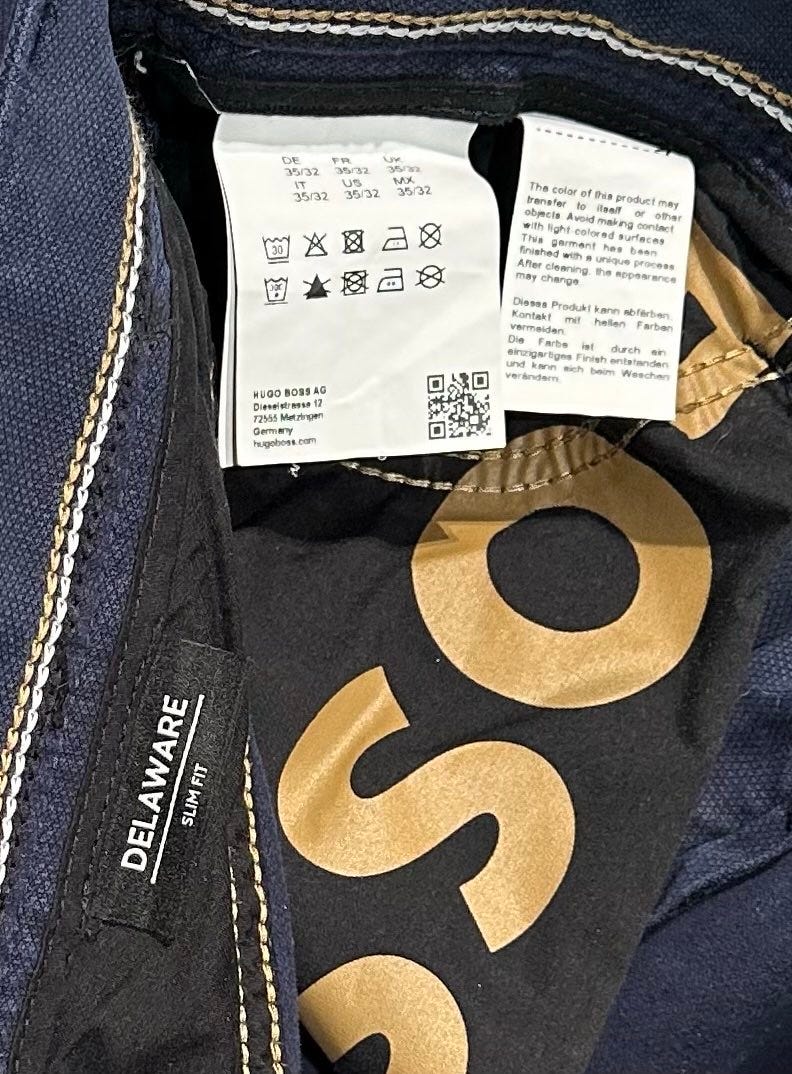 DE FR UK
35/32 35/32 35/32
IT US MX
35/32 35/32 35/32
30
HUGO BOSS AG
Dieselstrasse 12
72555 Metzingen
Germany
hugoboss.com
The color of this product may
transfer to itself or other
objects. Avoid making contact
with light colored surfaces
This garment has been
finished with a unique process
After cleaning, the appearance
may change.
Dieses Produkt kann abfärben.
Kontakt mit hellen Farben
vermeiden.
Die Farbe ist durch ein
einzigartiges Finish entstanden
und kann sich beim Waschen
verändern.
DELAWARE
SLIM FIT
OSS